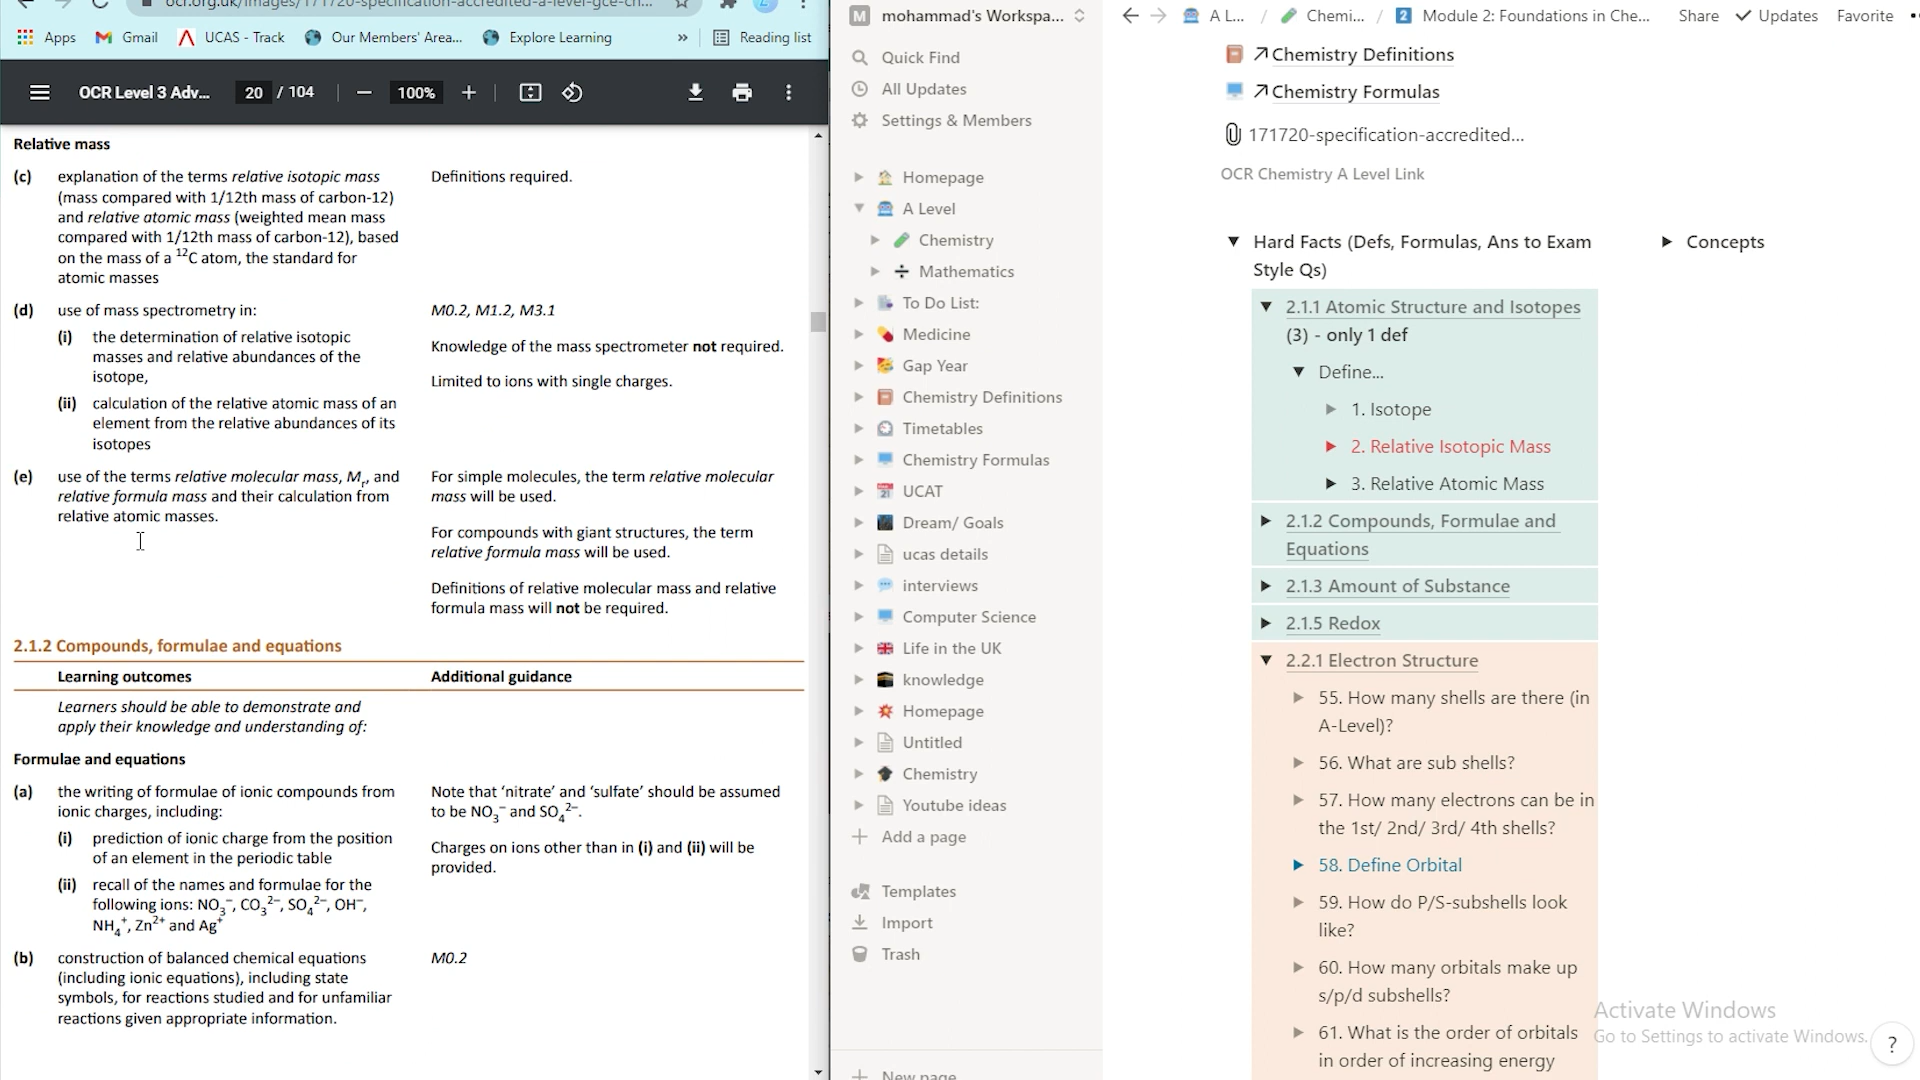 ocr.org.uk/images/171720-specification-accredited-a-level-gce-ch...
Apps
Gmail
UCAS - Track
Our Members' Area...
Explore Learning
»
Reading list
OCR Level 3 Adv...
20 / 104
100%
Relative mass
(c) explanation of the terms relative isotopic mass
(mass compared with 1/12th mass of carbon-12)
and relative atomic mass (weighted mean mass
compared with 1/12th mass of carbon-12), based
on the mass of a ¹²C atom, the standard for
atomic masses
Definitions required.
(d) use of mass spectrometry in:
(i) the determination of relative isotopic
masses and relative abundances of the
isotope,
(ii) calculation of the relative atomic mass of an
element from the relative abundances of its
isotopes
M0.2, M1.2, M3.1
Knowledge of the mass spectrometer not required.
Limited to ions with single charges.
(e) use of the terms relative molecular mass, Mᵣ, and
relative formula mass and their calculation from
relative atomic masses.
For simple molecules, the term relative molecular
mass will be used.
For compounds with giant structures, the term
relative formula mass will be used.
Definitions of relative molecular mass and relative
formula mass will not be required.
2.1.2 Compounds, formulae and equations
Learning outcomes
Additional guidance
Learners should be able to demonstrate and
apply their knowledge and understanding of:
Formulae and equations
(a) the writing of formulae of ionic compounds from
ionic charges, including:
(i) prediction of ionic charge from the position
of an element in the periodic table
(ii) recall of the names and formulae for the
following ions: NO₃⁻, CO₃²⁻, SO₄²⁻, OH⁻,
NH₄⁺, Zn²⁺ and Ag⁺
Note that ‘nitrate’ and ‘sulfate’ should be assumed
to be NO₃⁻ and SO₄²⁻.
Charges on ions other than in (i) and (ii) will be
provided.
(b) construction of balanced chemical equations
(including ionic equations), including state
symbols, for reactions studied and for unfamiliar
reactions given appropriate information.
M0.2
M mohammad's Workspa...
Quick Find
All Updates
Settings & Members
Homepage
A Level
Chemistry
Mathematics
To Do List:
Medicine
Gap Year
Chemistry Definitions
Timetables
Chemistry Formulas
UCAT
Dream/ Goals
ucas details
interviews
Computer Science
Life in the UK
knowledge
Homepage
Untitled
Chemistry
Youtube ideas
Add a page
Templates
Import
Trash
New page
A L... / Chemi... / 2 Module 2: Foundations in Che...
Share
Updates
Favorite
Chemistry Definitions
Chemistry Formulas
171720-specification-accredited...
OCR Chemistry A Level Link
Hard Facts (Defs, Formulas, Ans to Exam
Style Qs)
2.1.1 Atomic Structure and Isotopes
(3) - only 1 def
Define...
1. Isotope
2. Relative Isotopic Mass
3. Relative Atomic Mass
2.1.2 Compounds, Formulae and
Equations
2.1.3 Amount of Substance
2.1.5 Redox
2.2.1 Electron Structure
55. How many shells are there (in
A-Level)?
56. What are sub shells?
57. How many electrons can be in
the 1st/ 2nd/ 3rd/ 4th shells?
58. Define Orbital
59. How do P/S-subshells look
like?
60. How many orbitals make up
s/p/d subshells?
61. What is the order of orbitals
in order of increasing energy
Concepts
Activate Windows
Go to Settings to activate Windows.
?